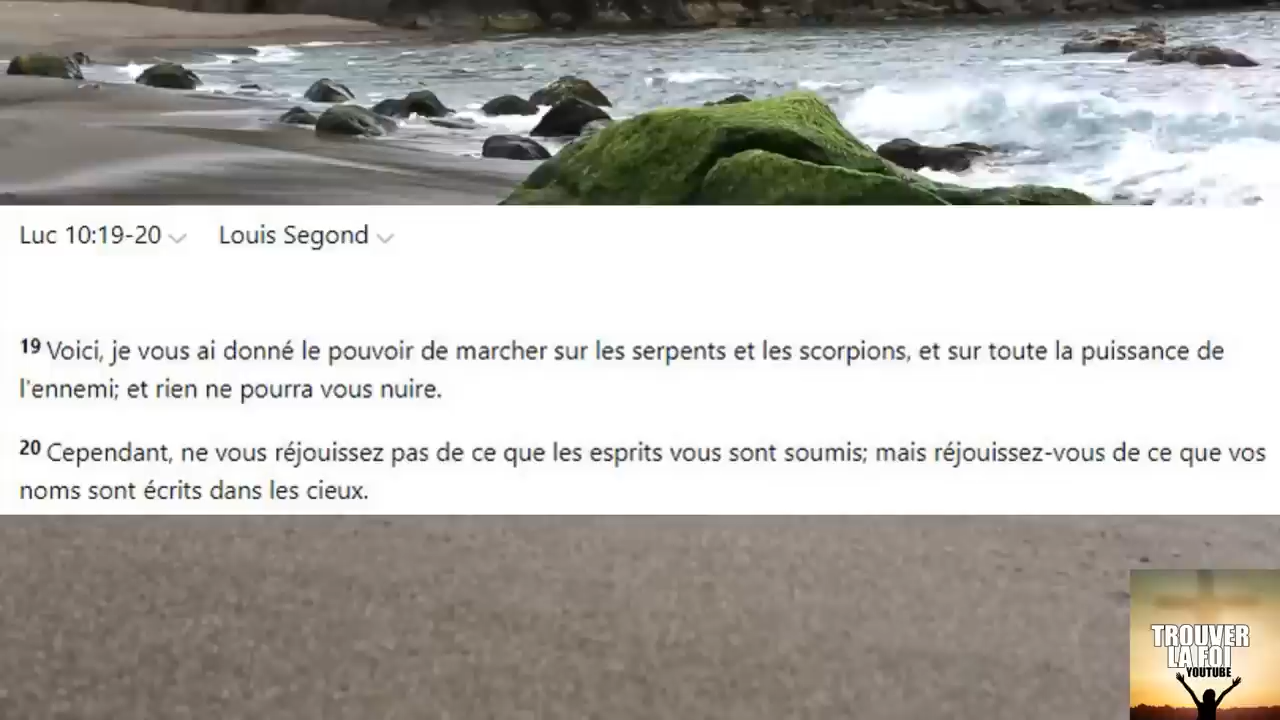 Luc 10:19-20 Louis Segond
19 Voici, je vous ai donné le pouvoir de marcher sur les serpents et les scorpions, et sur toute la puissance de
l'ennemi; et rien ne pourra vous nuire.
20 Cependant, ne vous réjouissez pas de ce que les esprits vous sont soumis; mais réjouissez-vous de ce que vos
noms sont écrits dans les cieux.
TROUVER
LA FOI
YOUTUBE